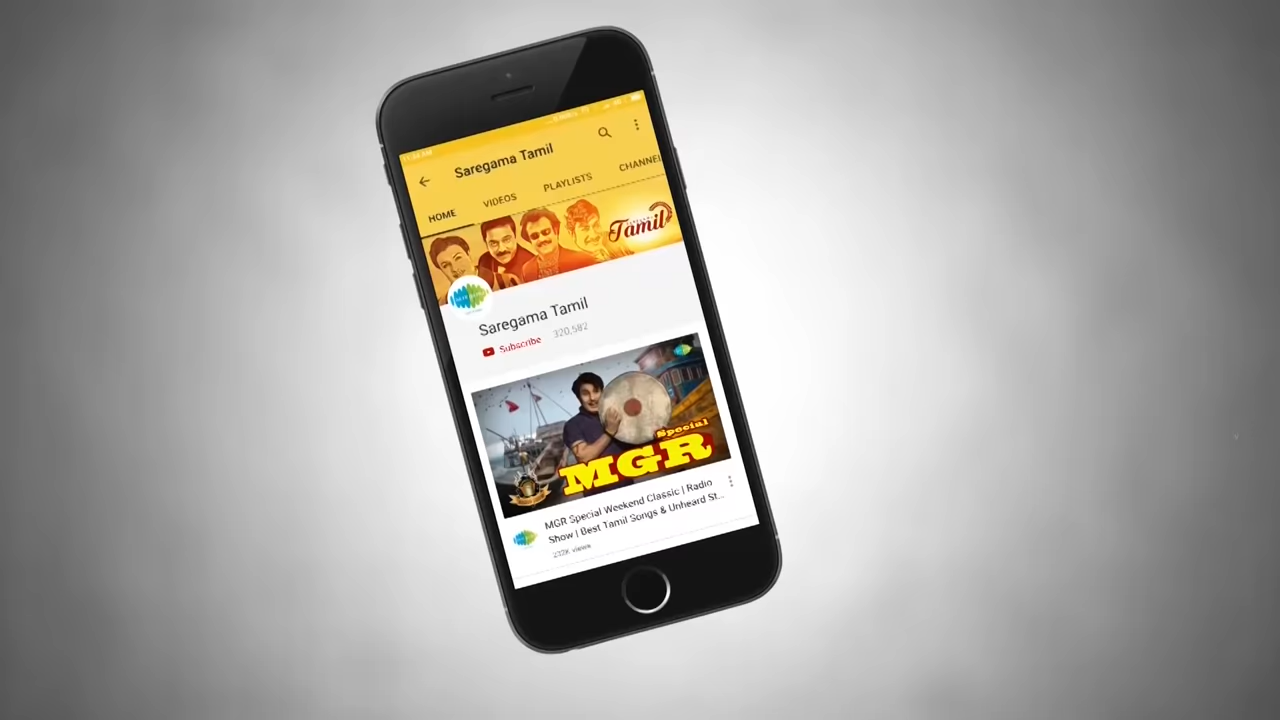 Saregama Tamil
HOME VIDEOS PLAYLISTS CHANNEL
Tamil
Saregama Tamil
Subscribe 320,582
Special
MGR
MGR Special Weekend Classic | Radio
Show | Best Tamil Songs & Unheard St...
232K views